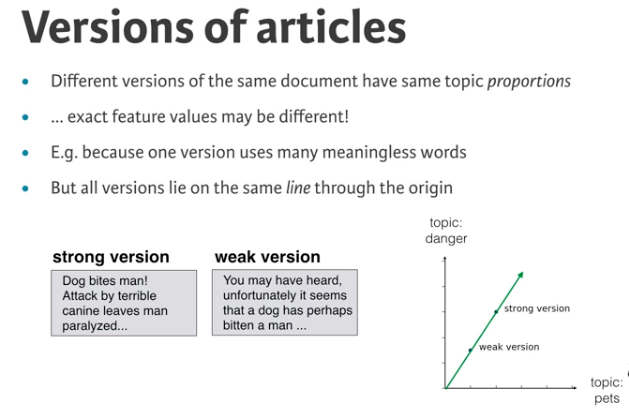 Versions of articles
• Different versions of the same document have same topic proportions
• ... exact feature values may be different!
• E.g. because one version uses many meaningless words
• But all versions lie on the same line through the origin
strong version
Dog bites man!
Attack by terrible
canine leaves man
paralyzed...
weak version
You may have heard,
unfortunately it seems
that a dog has perhaps
bitten a man ...
topic:
danger
strong version
weak version
topic:
pets